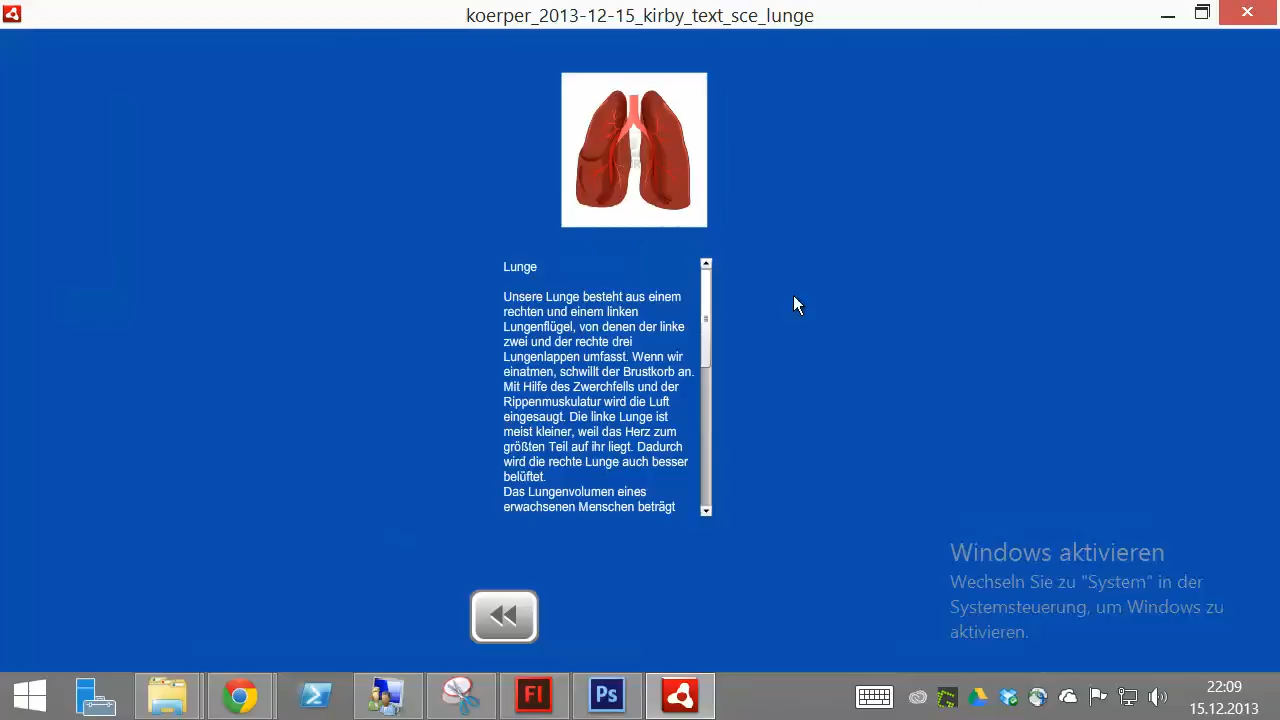 koerper_2013-12-15_kirby_text_sce_lunge
Lunge
Unsere Lunge besteht aus einem
rechten und einem linken
Lungenflügel, von denen der linke
zwei und der rechte drei
Lungenlappen umfasst. Wenn wir
einatmen, schwillt der Brustkorb an.
Mit Hilfe des Zwerchfells und der
Rippenmuskulatur wird die Luft
eingesaugt. Die linke Lunge ist
meist kleiner, weil das Herz zum
größten Teil auf ihr liegt. Dadurch
wird die rechte Lunge auch besser
belüftet.
Das Lungenvolumen eines
erwachsenen Menschen beträgt
Windows aktivieren
Wechseln Sie zu "System" in der
Systemsteuerung, um Windows zu
aktivieren.
Fl
Ps
22:09
15.12.2013